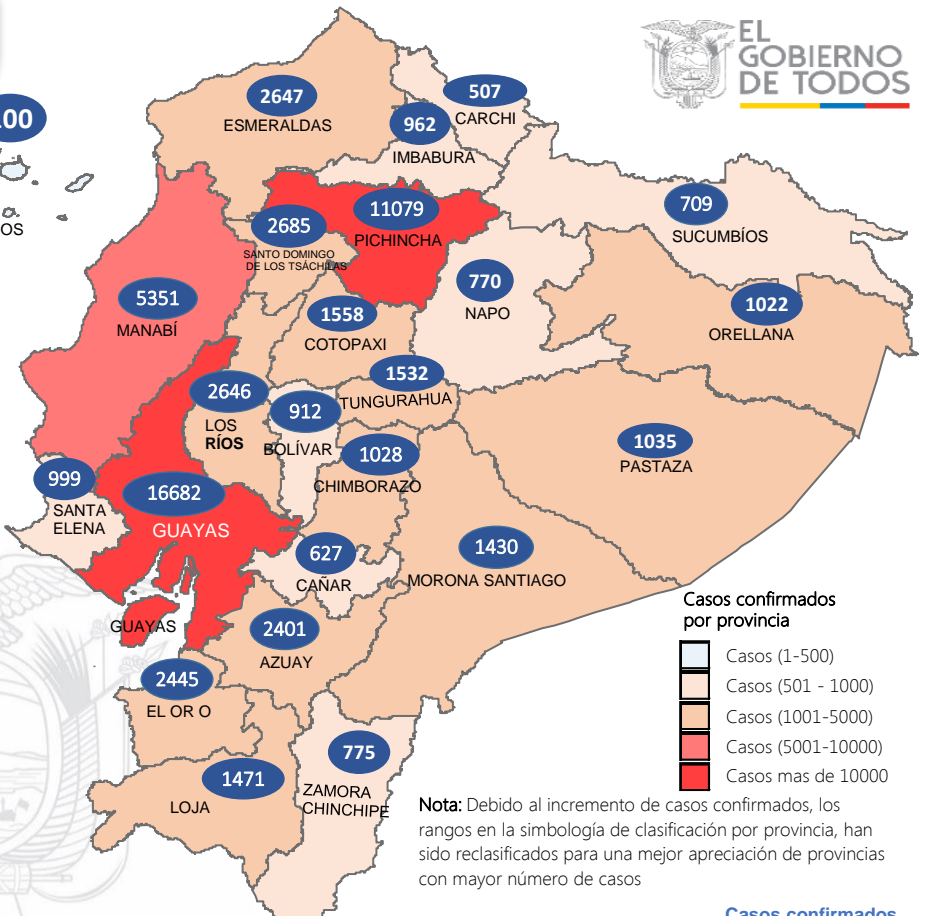 EL
GOBIERNO
DE TODOS
2647
ESMERALDAS
507
CARCHI
962
IMBABURA
.00
OS
11079
PICHINCHA
2685
SANTO DOMINGO
DE LOS TSÁCHILAS
709
SUCUMBÍOS
770
NAPO
1022
ORELLANA
5351
MANABÍ
1558
COTOPAXI
1532
TUNGURAHUA
2646
LOS
RÍOS
912
BOLÍVAR
1035
PASTAZA
1028
CHIMBORAZO
999
SANTA
ELENA
16682
GUAYAS
627
CAÑAR
1430
MORONA SANTIAGO
GUAYAS
2401
AZUAY
2445
EL OR O
1471
LOJA
775
ZAMORA
CHINCHIPE
Casos confirmados
por provincia
Casos (1-500)
Casos (501 - 1000)
Casos (1001-5000)
Casos (5001-10000)
Casos mas de 10000
Nota: Debido al incremento de casos confirmados, los
rangos en la simbología de clasificación por provincia, han
sido reclasificados para una mejor apreciación de provincias
con mayor número de casos
Casos confirmados